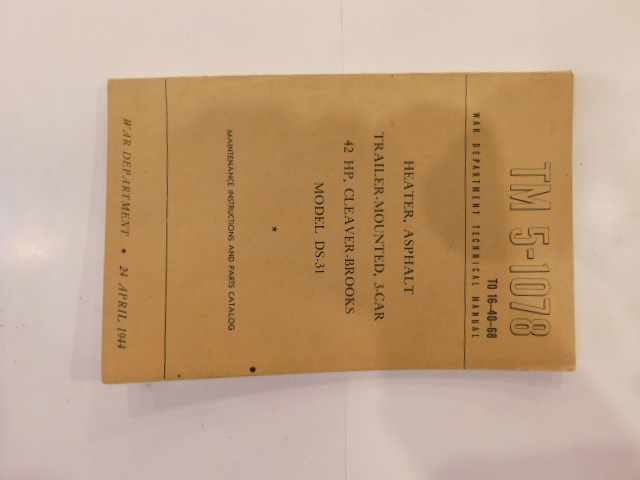 TM 5-1078
TO 16-40-68
WAR DEPARTMENT TECHNICAL MANUAL
HEATER, ASPHALT
TRAILER-MOUNTED, 3-CAR
42 HP, CLEAVER-BROOKS
MODEL DS-31
MAINTENANCE INSTRUCTIONS AND PARTS CATALOG
WAR DEPARTMENT • 24 APRIL 1944